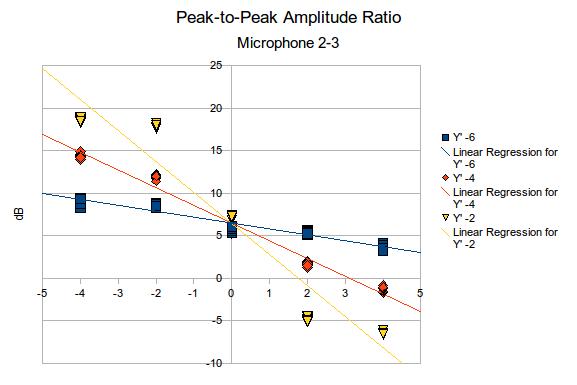 Peak-to-Peak Amplitude Ratio
Microphone 2-3
25
20
15
10
5
0
-5
-10
dB
-5 -4 -3 -2 -1 0 1 2 3 4 5
Y' -6
Linear Regression for
Y' -6
Y' -4
Linear Regression for
Y' -4
Y' -2
Linear Regression for
Y' -2